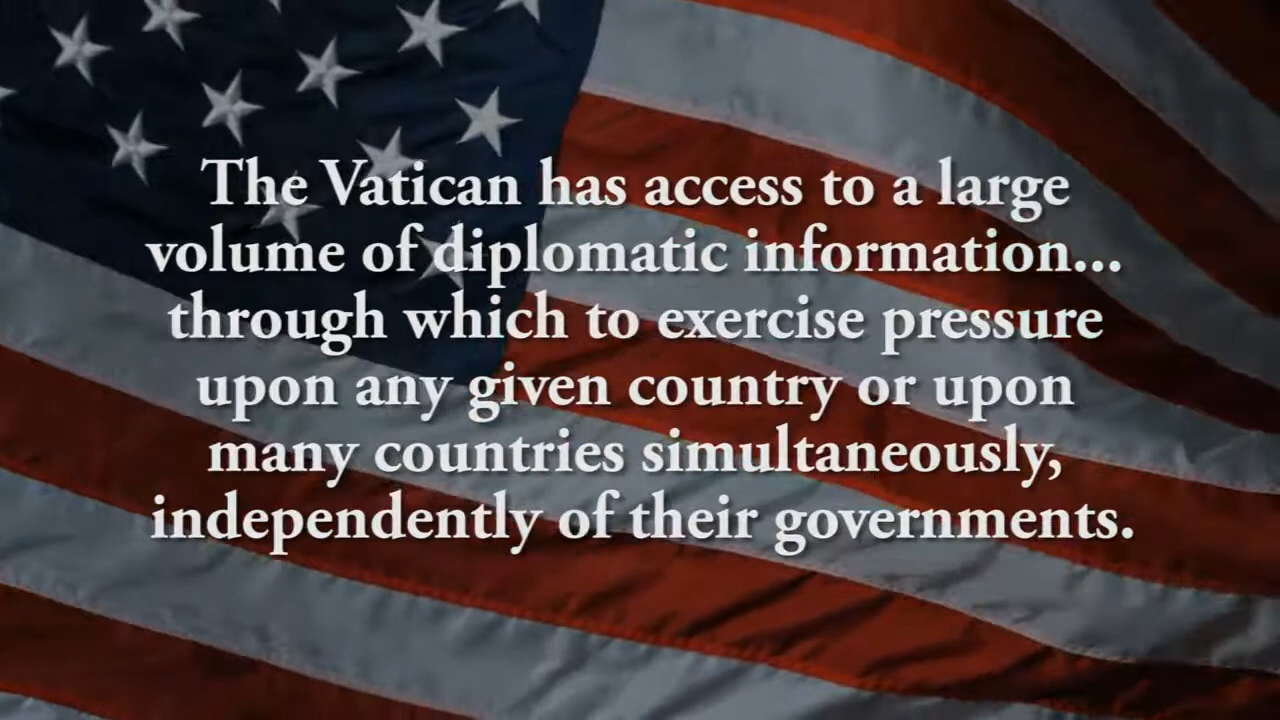 The Vatican has access to a large
volume of diplomatic information...
through which to exercise pressure
upon any given country or upon
many countries simultaneously,
independently of their governments.